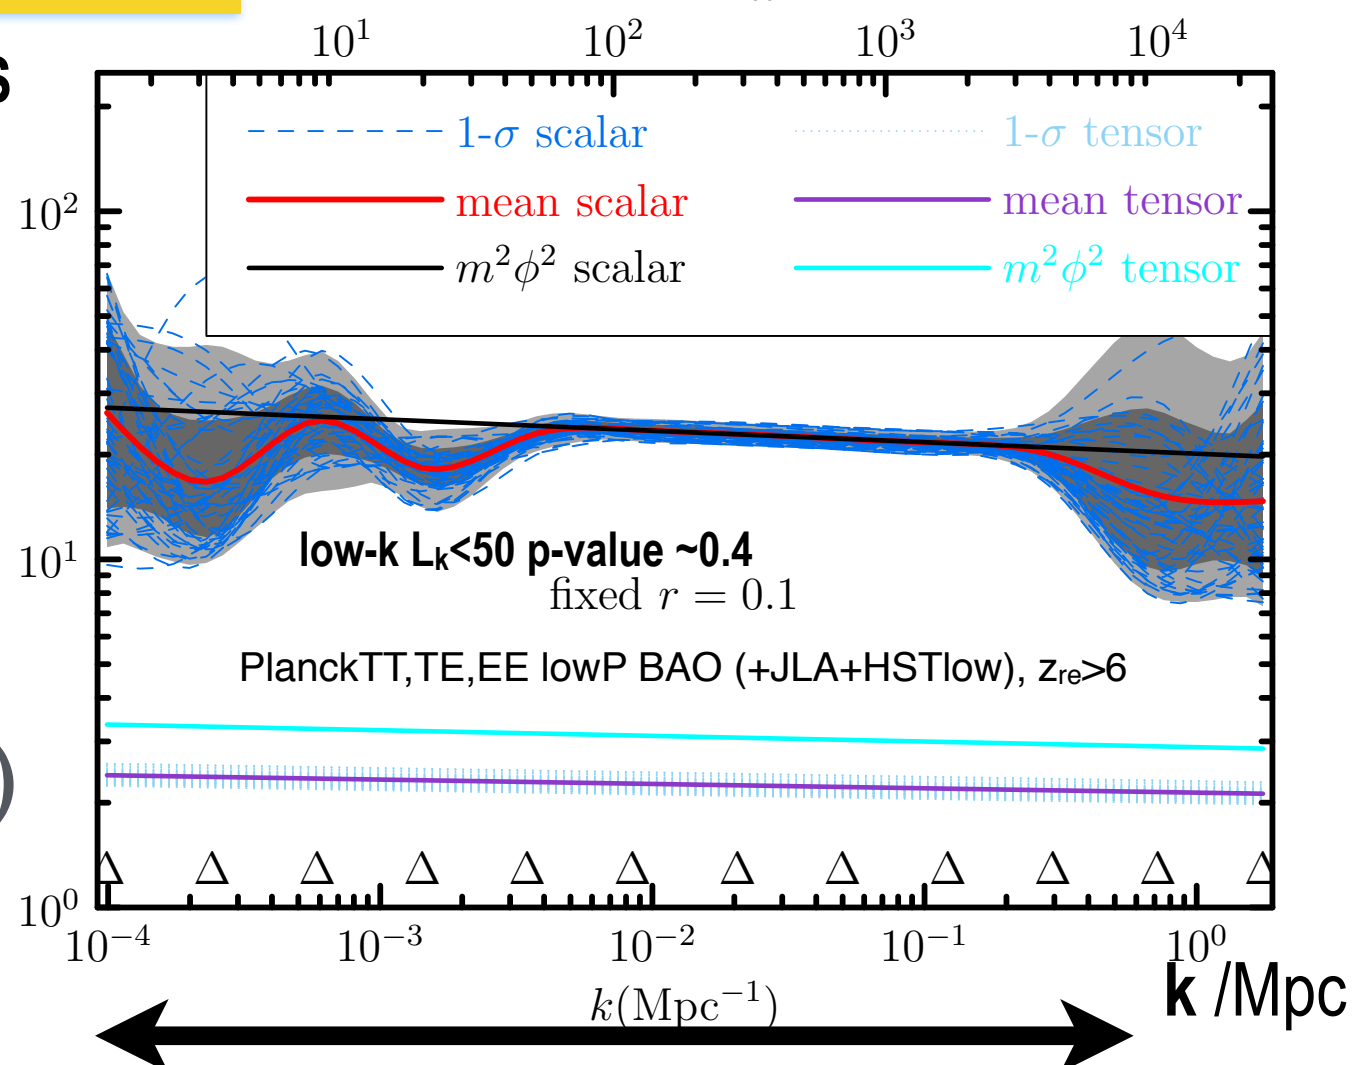 s
10¹ 10² 10³ 10⁴
1-σ scalar 1-σ tensor
mean scalar mean tensor
m²ϕ² scalar m²ϕ² tensor
10²
10¹
10⁰
low-k Lₖ<50 p-value ~0.4
fixed r = 0.1
PlanckTT,TE,EE lowP BAO (+JLA+HSTlow), zᵣₑ>6
)
10⁻⁴ 10⁻³ 10⁻² 10⁻¹ 10⁰
k(Mpc⁻¹)
k /Mpc